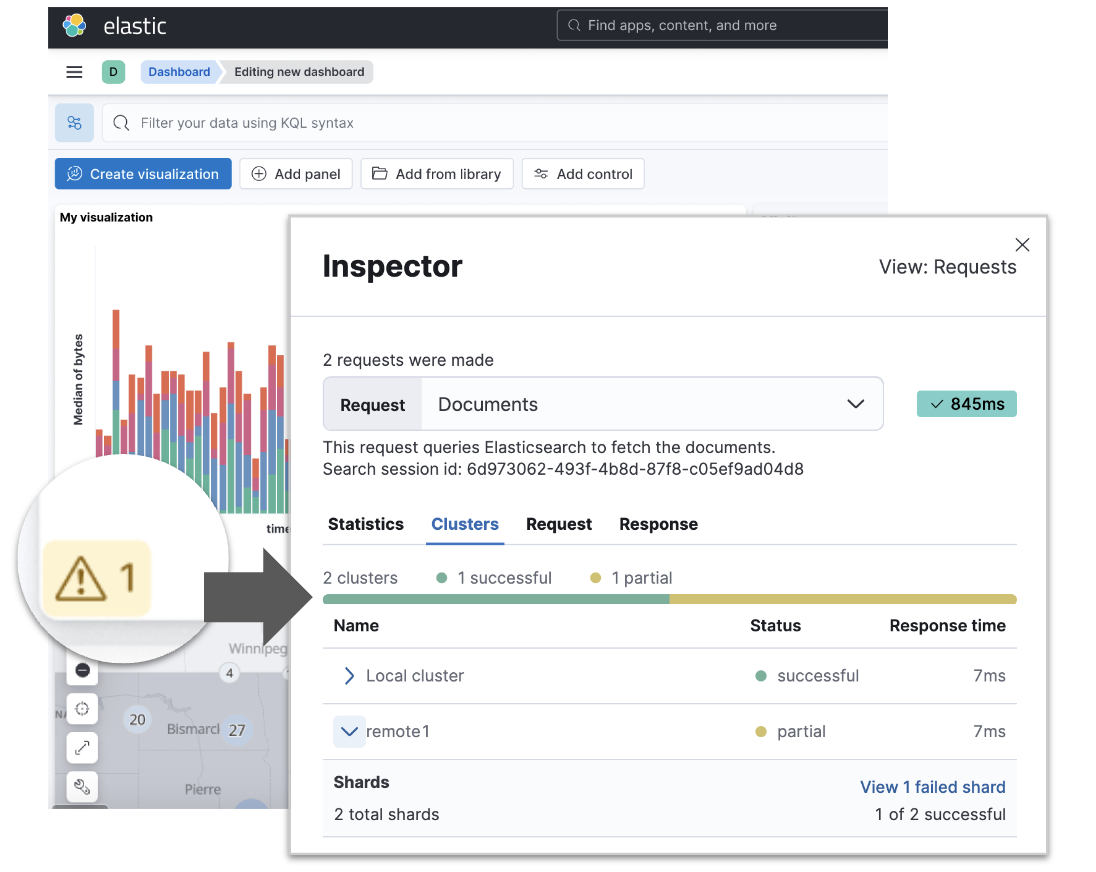 elastic
Find apps, content, and more
D
Dashboard
Editing new dashboard
Filter your data using KQL syntax
Create visualization
Add panel
Add from library
Add control
My visualization
Median of bytes
time
1
Winnipeg
4
20
Bismarck
27
Pierre
Inspector
View: Requests
2 requests were made
Request
Documents
845ms
This request queries Elasticsearch to fetch the documents.
Search session id: 6d973062-493f-4b8d-87f8-c05ef9ad04d8
Statistics Clusters Request Response
2 clusters 1 successful 1 partial
Name Status Response time
Local cluster successful 7ms
remote1 partial 7ms
Shards View 1 failed shard
2 total shards 1 of 2 successful